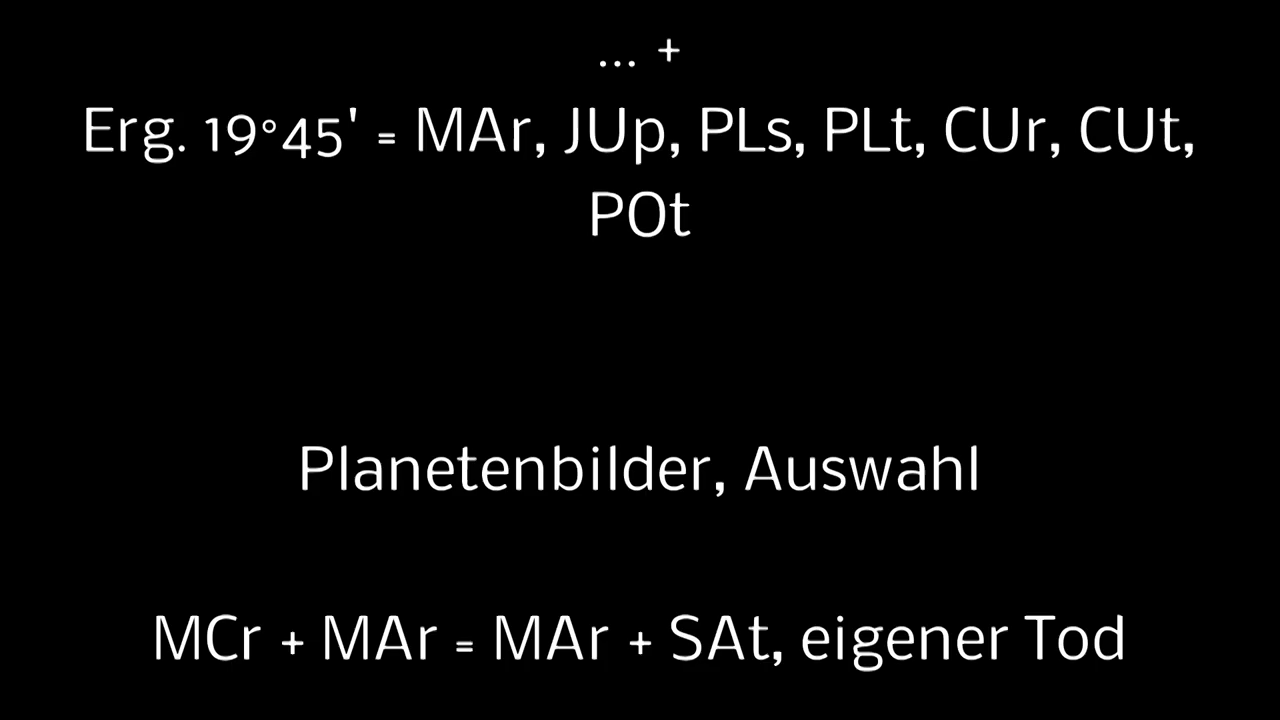 ... +
Erg. 19°45' = MAr, JUp, PLs, PLt, CUr, CUt,
POt
Planetenbilder, Auswahl
MCr + MAr = MAr + SAt, eigener Tod